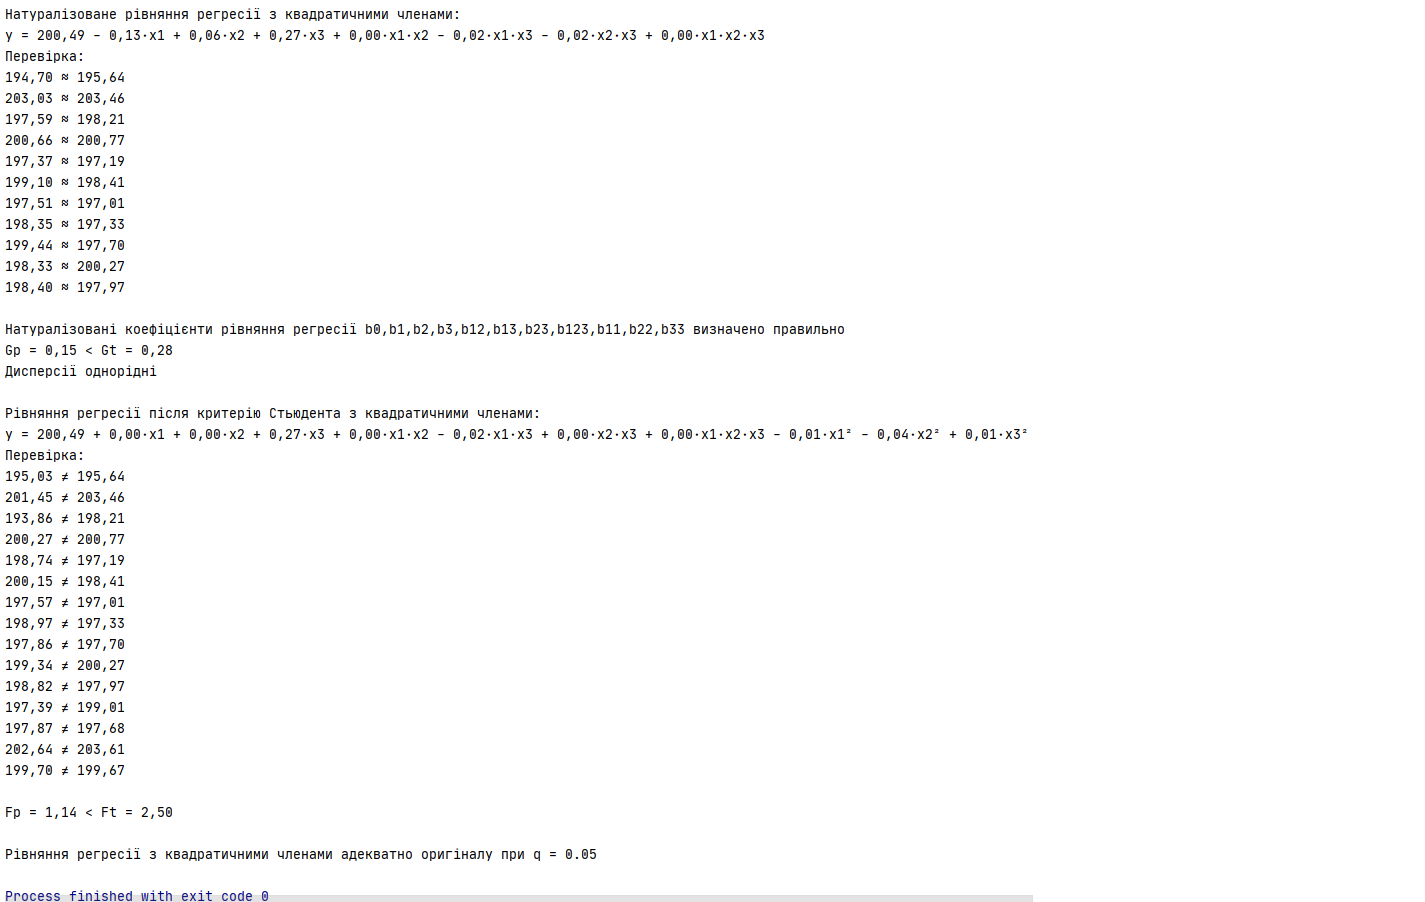 Натуралізоване рівняння регресії з квадратичними членами:
y = 200,49 - 0,13·x1 + 0,06·x2 + 0,27·x3 + 0,00·x1·x2 - 0,02·x1·x3 - 0,02·x2·x3 + 0,00·x1·x2·x3
Перевірка:
194,70 ≈ 195,64
203,03 ≈ 203,46
197,59 ≈ 198,21
200,66 ≈ 200,77
197,37 ≈ 197,19
199,10 ≈ 198,41
197,51 ≈ 197,01
198,35 ≈ 197,33
199,44 ≈ 197,70
198,33 ≈ 200,27
198,40 ≈ 197,97
Натуралізовані коефіцієнти рівняння регресії b0,b1,b2,b3,b12,b13,b23,b123,b11,b22,b33 визначено правильно
Gp = 0,15 < Gt = 0,28
Дисперсії однорідні
Рівняння регресії після критерію Стьюдента з квадратичними членами:
y = 200,49 + 0,00·x1 + 0,00·x2 + 0,27·x3 + 0,00·x1·x2 - 0,02·x1·x3 + 0,00·x2·x3 + 0,00·x1·x2·x3 - 0,01·x1² - 0,04·x2² + 0,01·x3²
Перевірка:
195,03 ≠ 195,64
201,45 ≠ 203,46
193,86 ≠ 198,21
200,27 ≠ 200,77
198,74 ≠ 197,19
200,15 ≠ 198,41
197,57 ≠ 197,01
198,97 ≠ 197,33
197,86 ≠ 197,70
199,34 ≠ 200,27
198,82 ≠ 197,97
197,39 ≠ 199,01
197,87 ≠ 197,68
202,64 ≠ 203,61
199,70 ≠ 199,67
Fp = 1,14 < Ft = 2,50
Рівняння регресії з квадратичними членами адекватно оригіналу при q = 0.05
Process finished with exit code 0